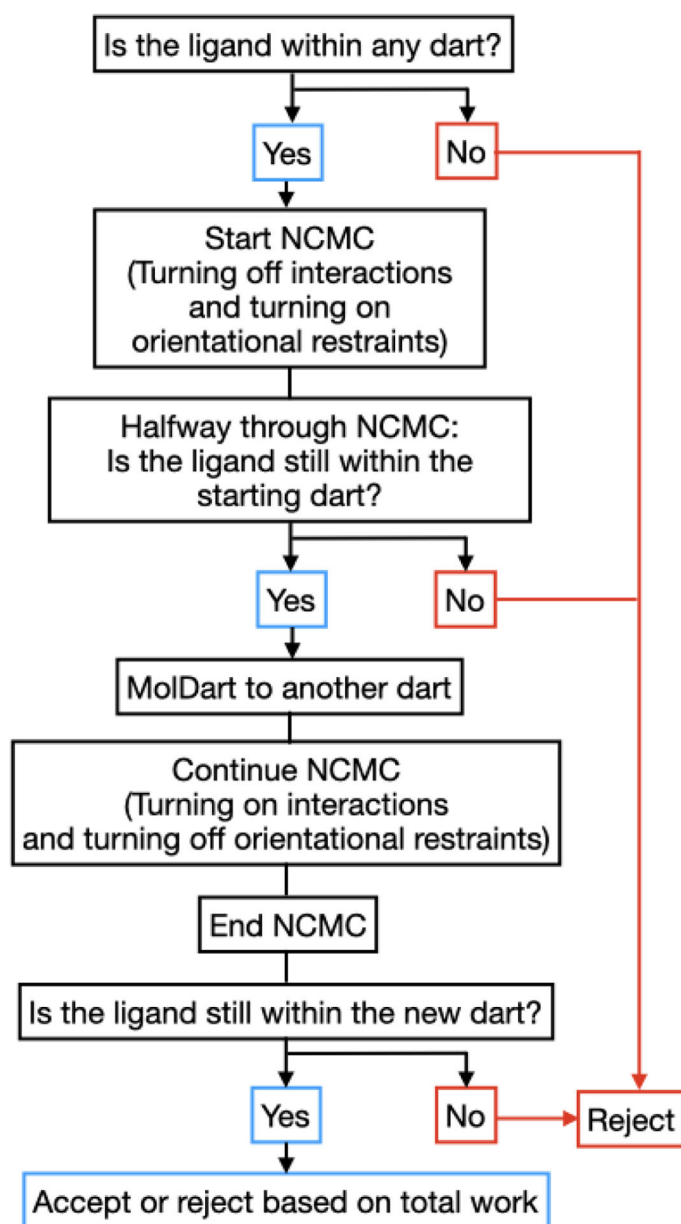 Is the ligand within any dart?
Yes
No
Start NCMC
(Turning off interactions
and turning on
orientational restraints)
Halfway through NCMC:
Is the ligand still within the
starting dart?
Yes
No
MolDart to another dart
Continue NCMC
(Turning on interactions
and turning off orientational restraints)
End NCMC
Is the ligand still within the new dart?
Yes
No
Reject
Accept or reject based on total work